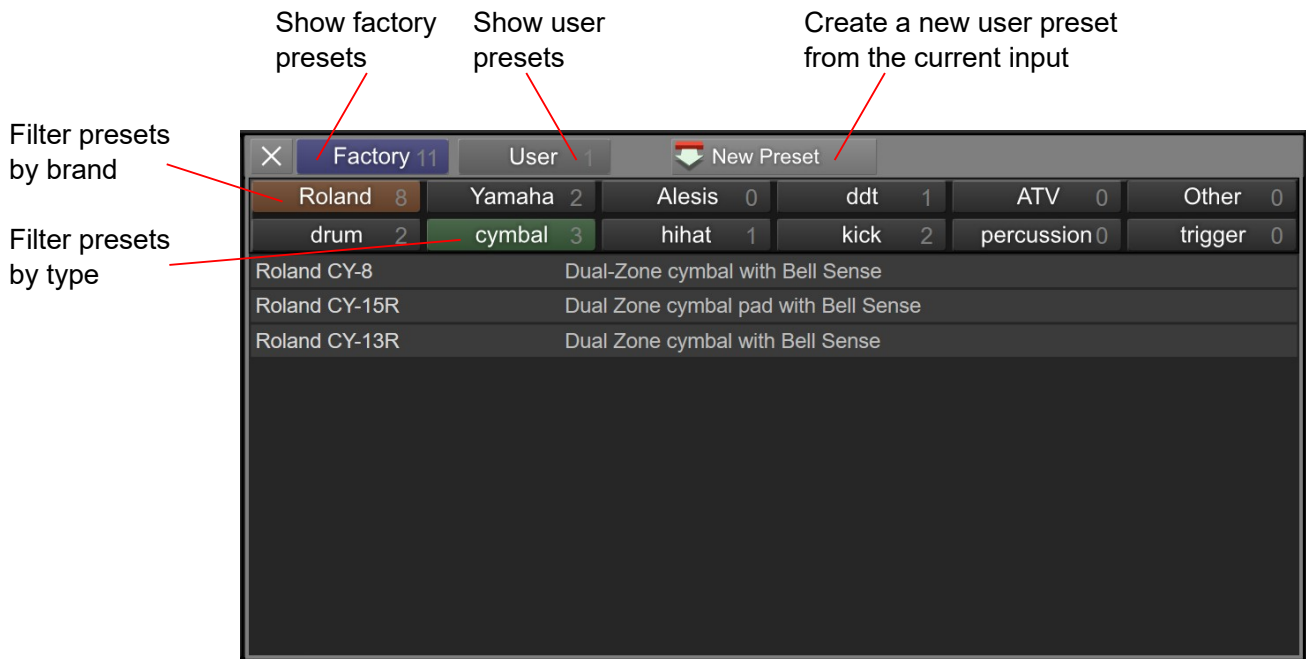 Show factory presets
Show user presets
Create a new user preset from the current input
Filter presets by brand
Filter presets by type
Factory 11 User 1 New Preset
Roland 8 Yamaha 2 Alesis 0 ddt 1 ATV 0 Other 0
drum 2 cymbal 3 hihat 1 kick 2 percussion 0 trigger 0
Roland CY-8 Dual-Zone cymbal with Bell Sense
Roland CY-15R Dual Zone cymbal pad with Bell Sense
Roland CY-13R Dual Zone cymbal with Bell Sense